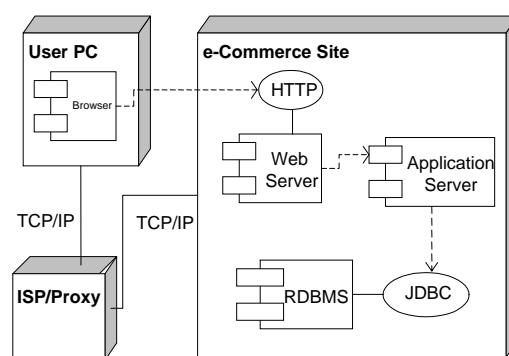 User PC
Browser
e-Commerce Site
HTTP
Web
Server
Application
Server
TCP/IP
TCP/IP
ISP/Proxy
RDBMS
JDBC